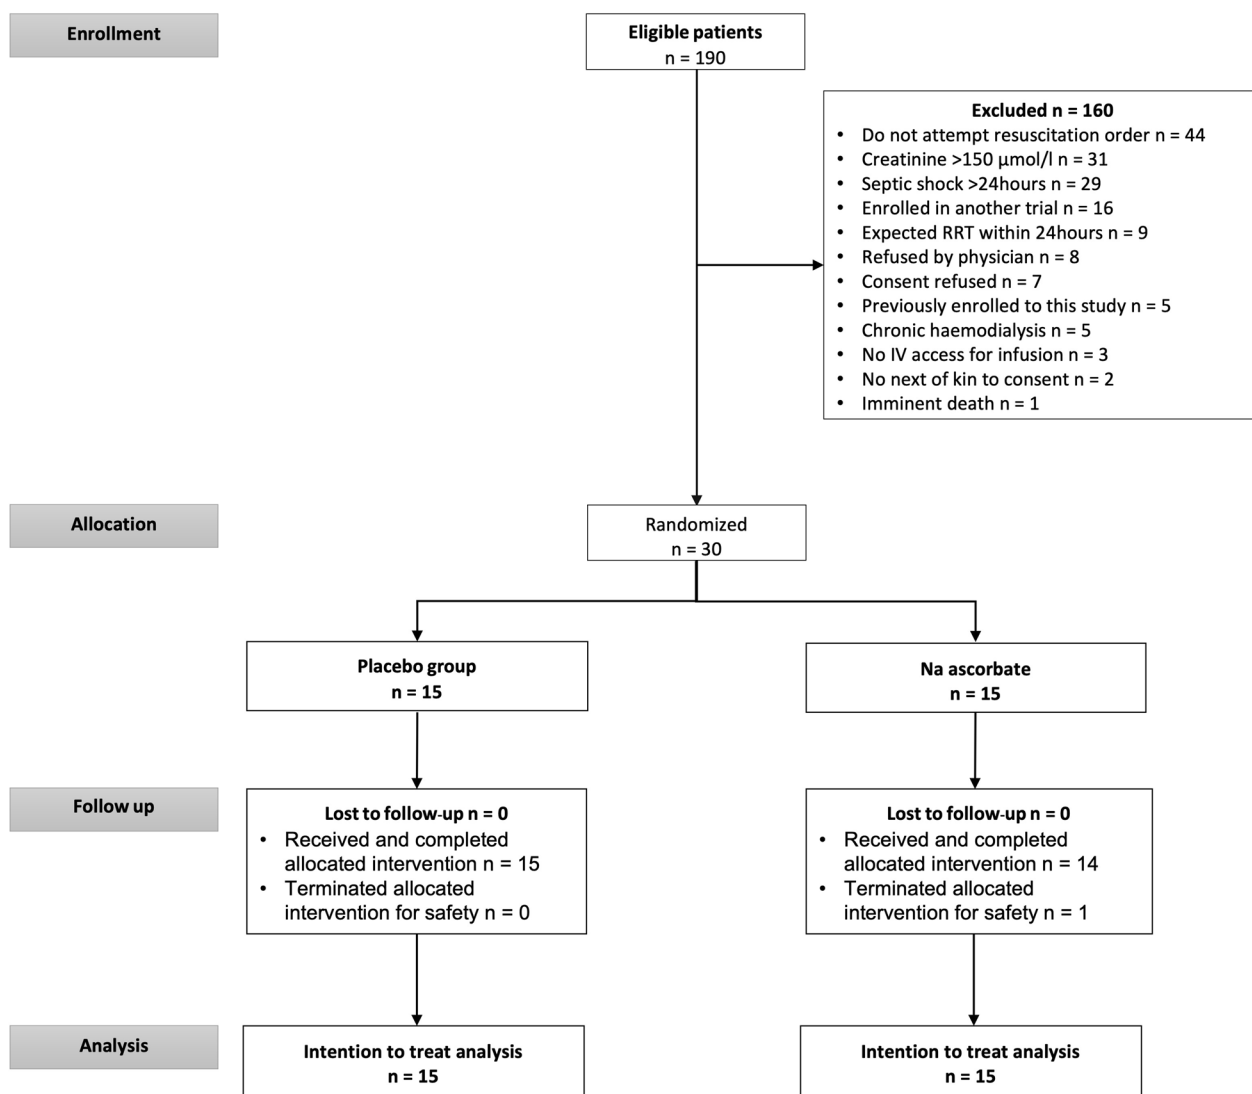 Enrollment
Eligible patients
n = 190
Excluded n = 160
• Do not attempt resuscitation order n = 44
• Creatinine >150 µmol/l n = 31
• Septic shock >24hours n = 29
• Enrolled in another trial n = 16
• Expected RRT within 24hours n = 9
• Refused by physician n = 8
• Consent refused n = 7
• Previously enrolled to this study n = 5
• Chronic haemodialysis n = 5
• No IV access for infusion n = 3
• No next of kin to consent n = 2
• Imminent death n = 1
Allocation
Randomized
n = 30
Placebo group
n = 15
Na ascorbate
n = 15
Follow up
Lost to follow-up n = 0
• Received and completed
allocated intervention n = 15
• Terminated allocated
intervention for safety n = 0
Lost to follow-up n = 0
• Received and completed
allocated intervention n = 14
• Terminated allocated
intervention for safety n = 1
Analysis
Intention to treat analysis
n = 15
Intention to treat analysis
n = 15